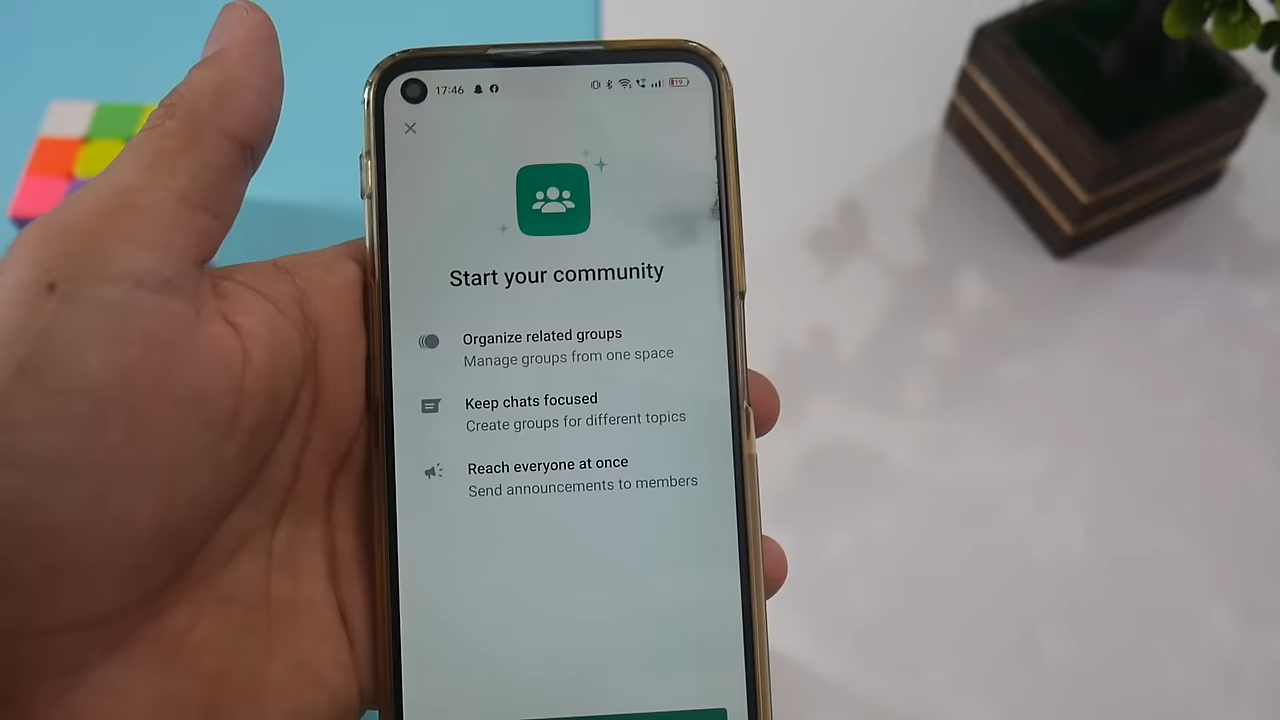 17:46
19
Start your community
Organize related groups
Manage groups from one space
Keep chats focused
Create groups for different topics
Reach everyone at once
Send announcements to members